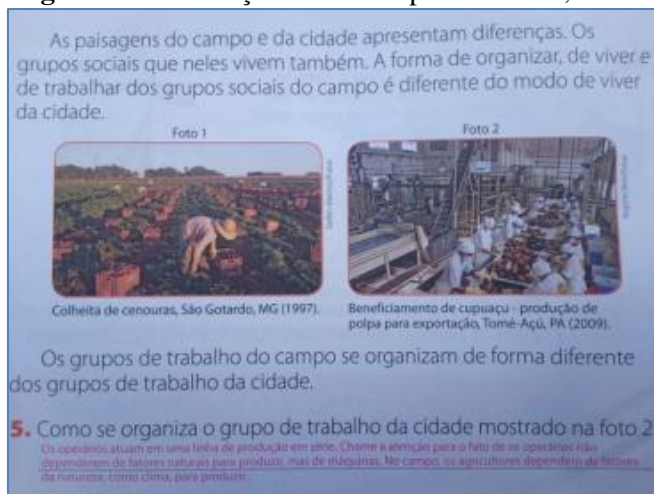 As paisagens do campo e da cidade apresentam diferenças. Os
grupos sociais que neles vivem também. A forma de organizar, de viver e
de trabalhar dos grupos sociais do campo é diferente do modo de viver
da cidade.
Foto 1
Foto 2
Colheita de cenouras, São Gotardo, MG (1997).
Beneficiamento de cupuaçu - produção de
polpa para exportação, Tomé-Açú, PA (2009).
Os grupos de trabalho do campo se organizam de forma diferente
dos grupos de trabalho da cidade.
5. Como se organiza o grupo de trabalho da cidade mostrado na foto 2
Os operários atuam em uma linha de produção em série. Chame a atenção para o fato de os operários não
dependerem de fatores naturais para produzir, mas de máquinas. No campo, os agricultores dependem de fatores
da natureza, como clima, para produzir.